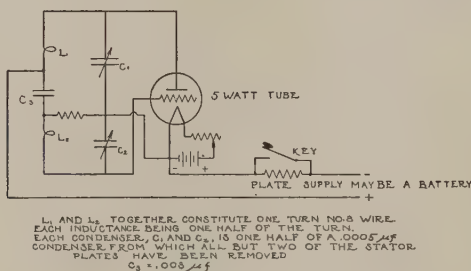 L₁
C₁
5 WATT TUBE
C₃
L₂
C₂
- +
KEY
PLATE SUPPLY MAY BE A BATTERY
-
+
L₁ AND L₂ TOGETHER CONSTITUTE ONE TURN NO.8 WIRE.
EACH INDUCTANCE BEING ONE HALF OF THE TURN.
EACH CONDENSER, C₁ AND C₂, IS ONE HALF OF A .0005 μf
CONDENSER FROM WHICH ALL BUT TWO OF THE STATOR
PLATES HAVE BEEN REMOVED
C₃ = .005 μf